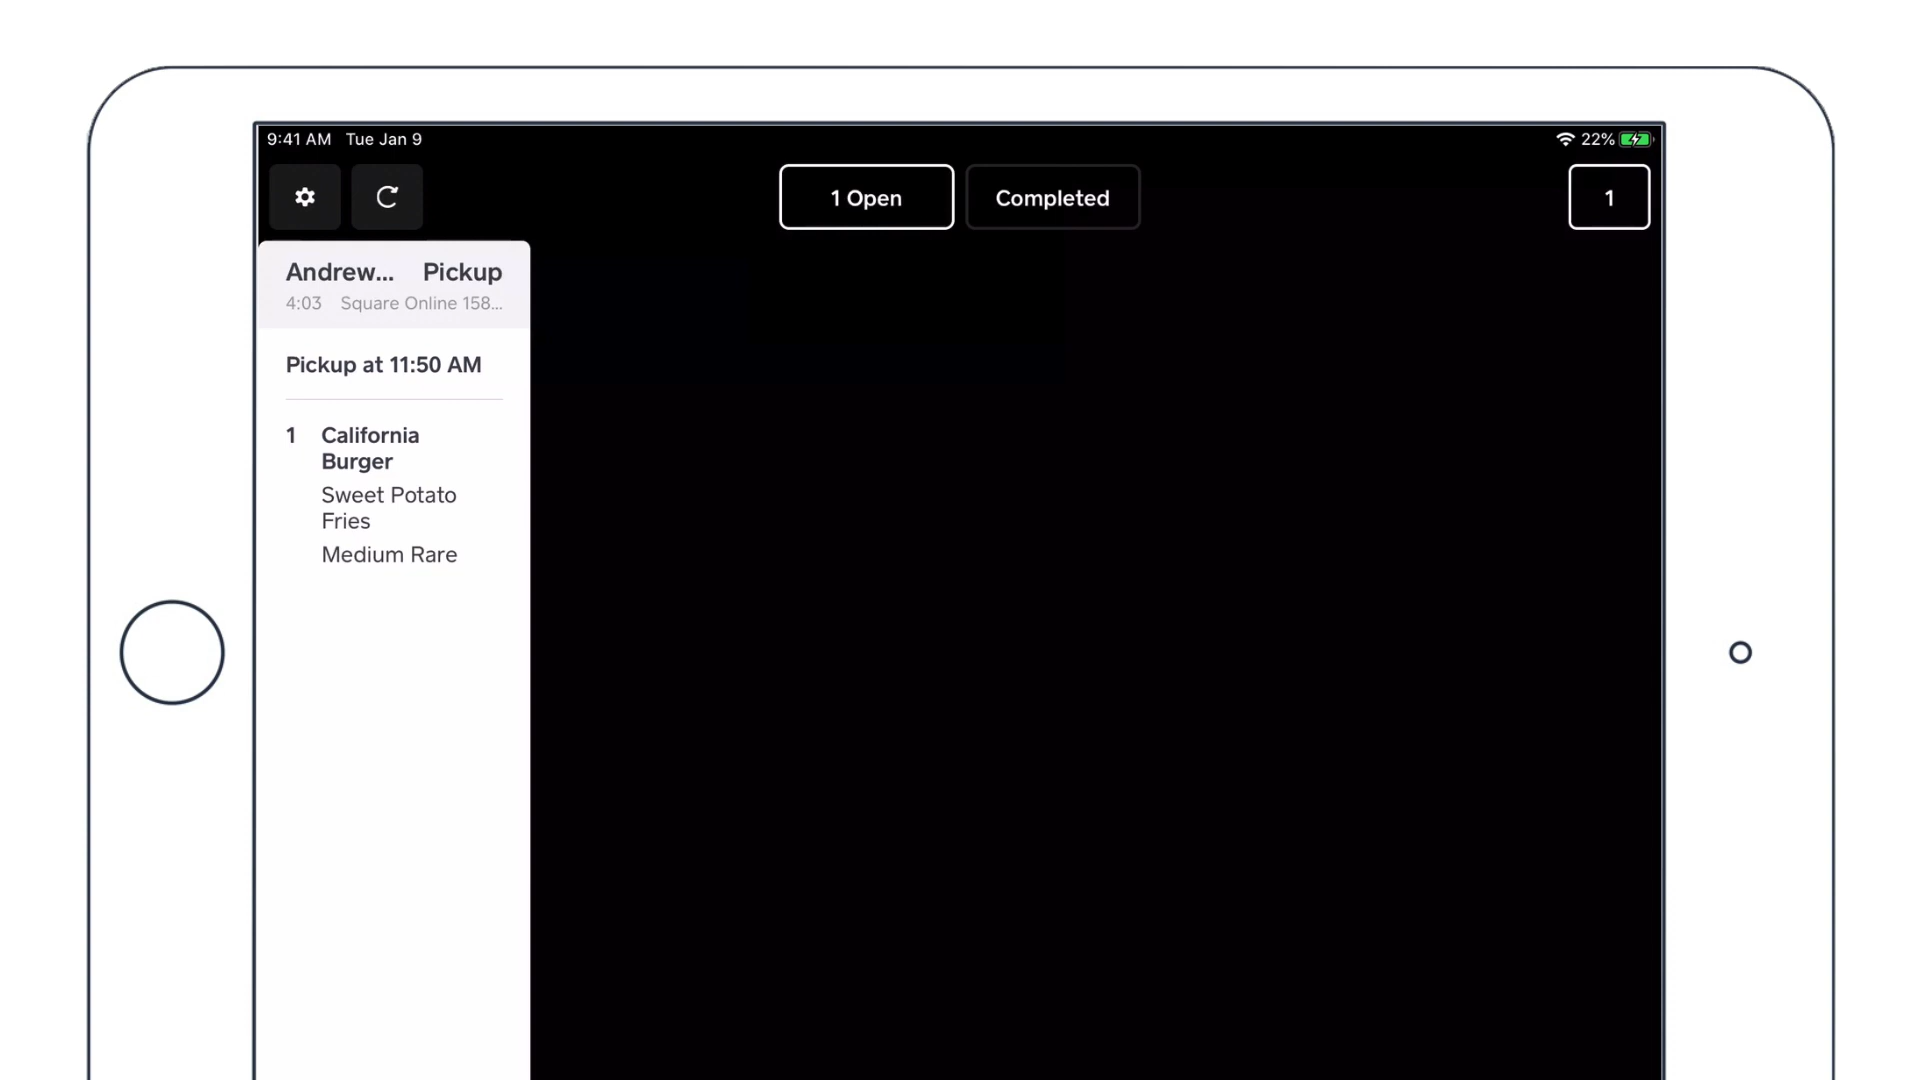 9:41 AM Tue Jan 9
22%
1 Open
Completed
1
Andrew... Pickup
4:03 Square Online 158...
Pickup at 11:50 AM
1 California
Burger
Sweet Potato
Fries
Medium Rare